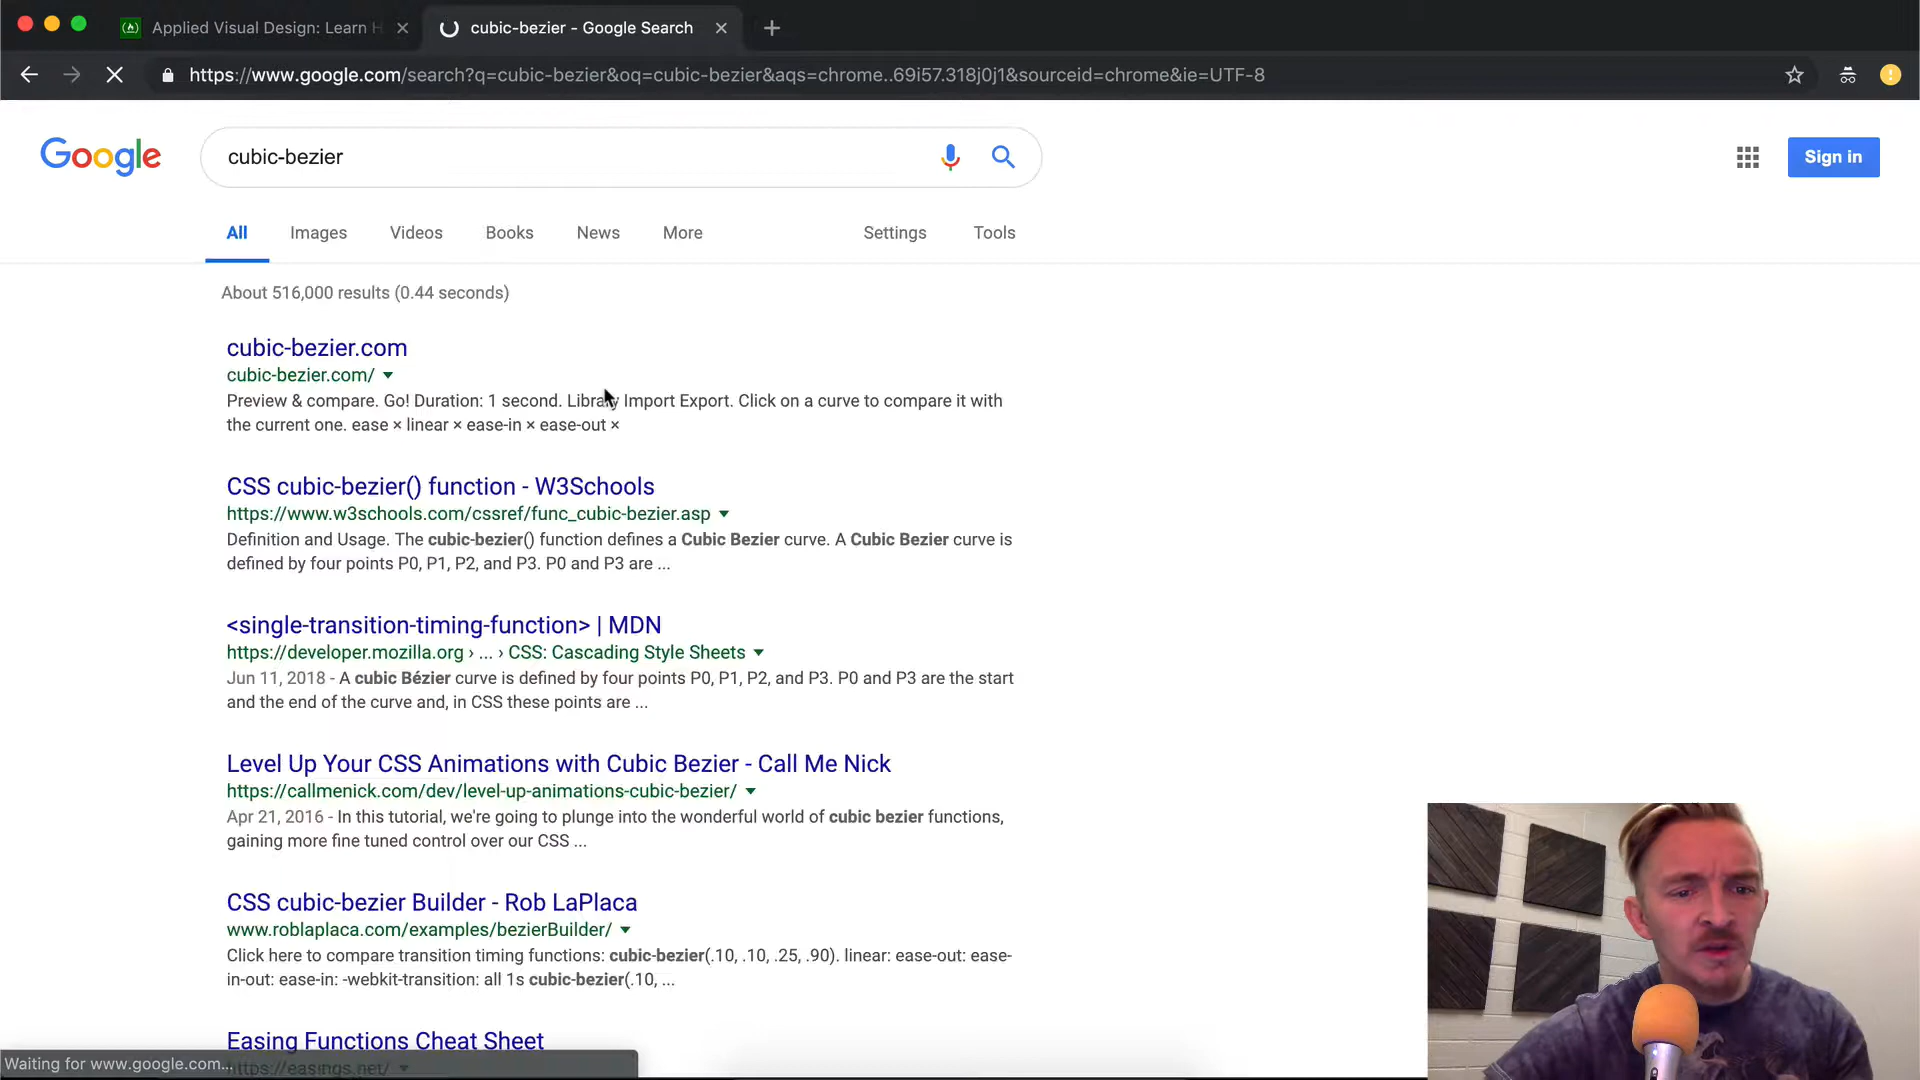 Applied Visual Design: Learn H
cubic-bezier - Google Search
https://www.google.com/search?q=cubic-bezier&oq=cubic-bezier&aqs=chrome..69i57.318j0j1&sourceid=chrome&ie=UTF-8
Google
cubic-bezier
Sign in
All Images Videos Books News More Settings Tools
About 516,000 results (0.44 seconds)
cubic-bezier.com
cubic-bezier.com/
Preview & compare. Go! Duration: 1 second. Library Import Export. Click on a curve to compare it with
the current one. ease × linear × ease-in × ease-out ×
CSS cubic-bezier() function - W3Schools
https://www.w3schools.com/cssref/func_cubic-bezier.asp
Definition and Usage. The cubic-bezier() function defines a Cubic Bezier curve. A Cubic Bezier curve is
defined by four points P0, P1, P2, and P3. P0 and P3 are ...
<single-transition-timing-function> | MDN
https://developer.mozilla.org › ... › CSS: Cascading Style Sheets
Jun 11, 2018 - A cubic Bézier curve is defined by four points P0, P1, P2, and P3. P0 and P3 are the start
and the end of the curve and, in CSS these points are ...
Level Up Your CSS Animations with Cubic Bezier - Call Me Nick
https://callmenick.com/dev/level-up-animations-cubic-bezier/
Apr 21, 2016 - In this tutorial, we're going to plunge into the wonderful world of cubic bezier functions,
gaining more fine tuned control over our CSS ...
CSS cubic-bezier Builder - Rob LaPlaca
www.roblaplaca.com/examples/bezierBuilder/
Click here to compare transition timing functions: cubic-bezier(.10, .10, .25, .90). linear: ease-out: ease-
in-out: ease-in: -webkit-transition: all 1s cubic-bezier(.10, ...
Easing Functions Cheat Sheet
https://easings.net/
Waiting for www.google.com...